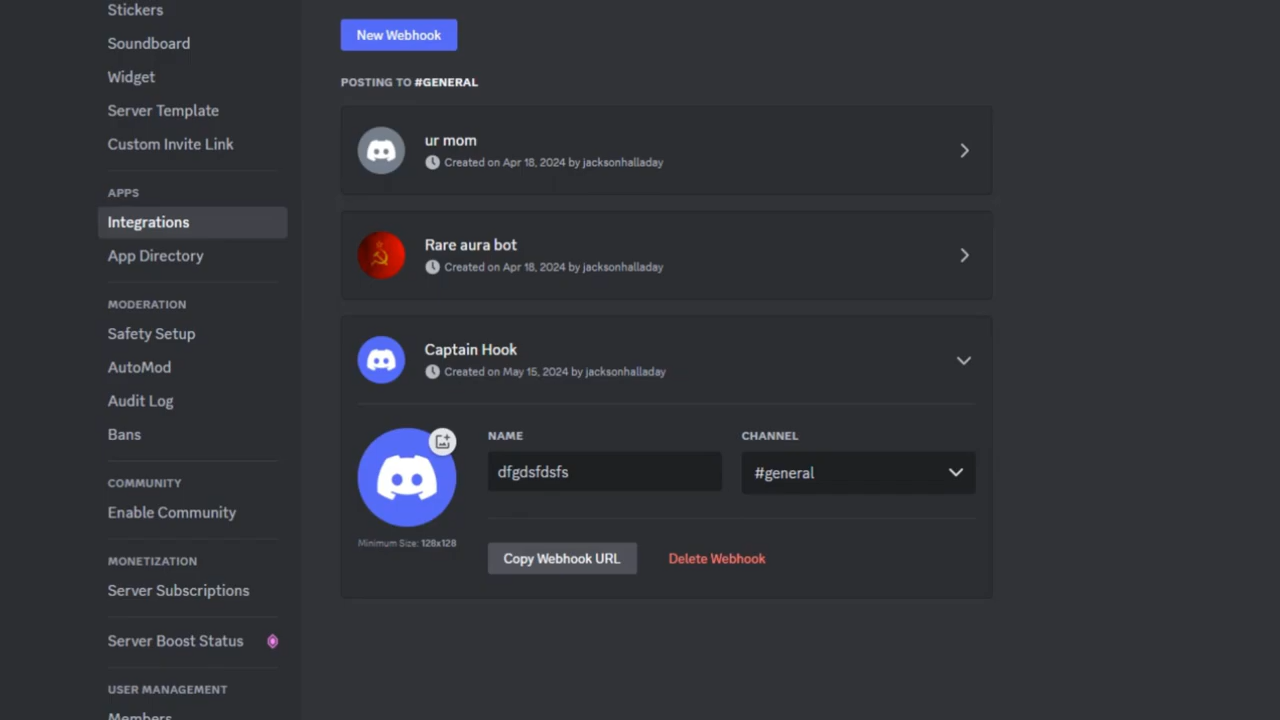 Stickers
Soundboard
Widget
Server Template
Custom Invite Link
APPS
Integrations
App Directory
MODERATION
Safety Setup
AutoMod
Audit Log
Bans
COMMUNITY
Enable Community
MONETIZATION
Server Subscriptions
Server Boost Status
USER MANAGEMENT
Members
New Webhook
POSTING TO #GENERAL
ur mom
Created on Apr 18, 2024 by jacksonhalladay
Rare aura bot
Created on Apr 18, 2024 by jacksonhalladay
Captain Hook
Created on May 15, 2024 by jacksonhalladay
Minimum Size: 128x128
NAME
dfgdsfdsfs
CHANNEL
#general
Copy Webhook URL
Delete Webhook